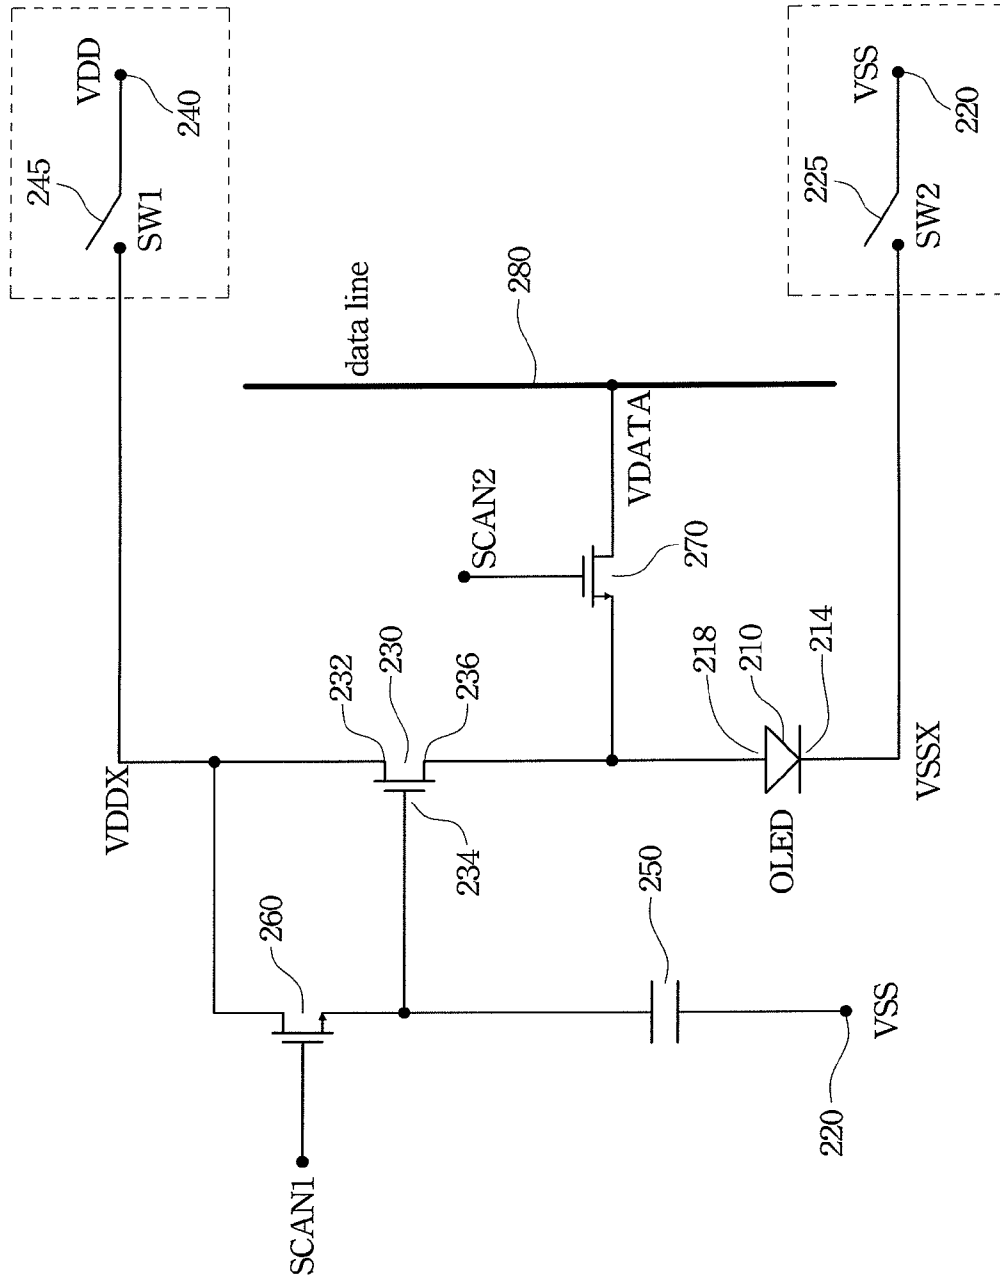 VDD
240
245
SW1
VDDX
data line
280
VDATA
SCAN2
270
232
230
236
234
260
SCAN1
250
220
VSS
218
210
214
OLED
VSSX
VSS
220
225
SW2